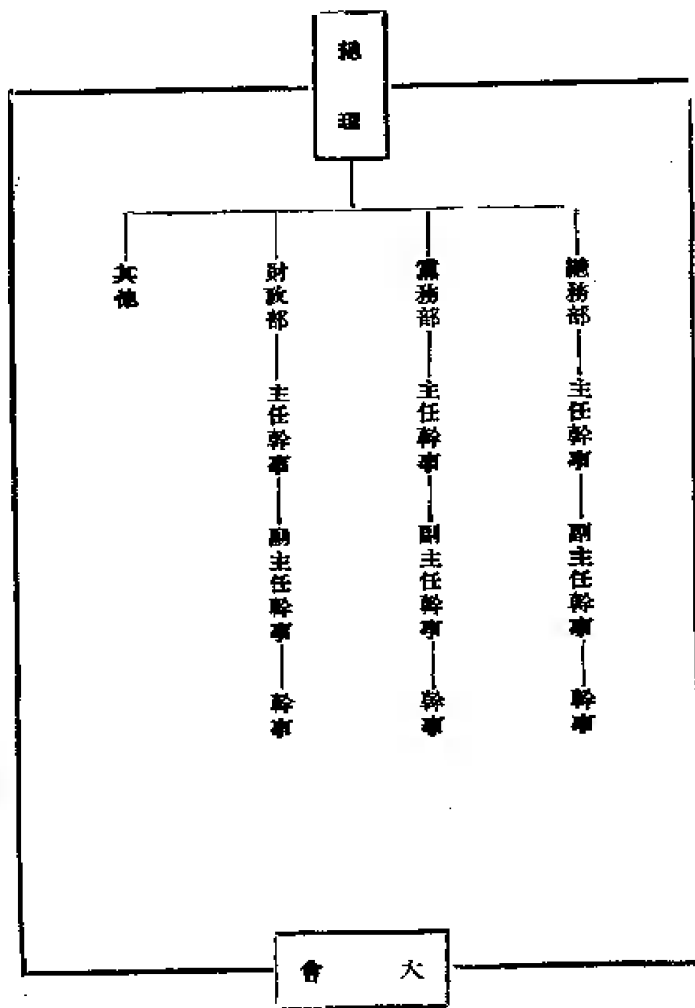 總理
總務部
主任幹事
副主任幹事
幹事
黨務部
主任幹事
副主任幹事
幹事
財政部
主任幹事
副主任幹事
幹事
其他
大會